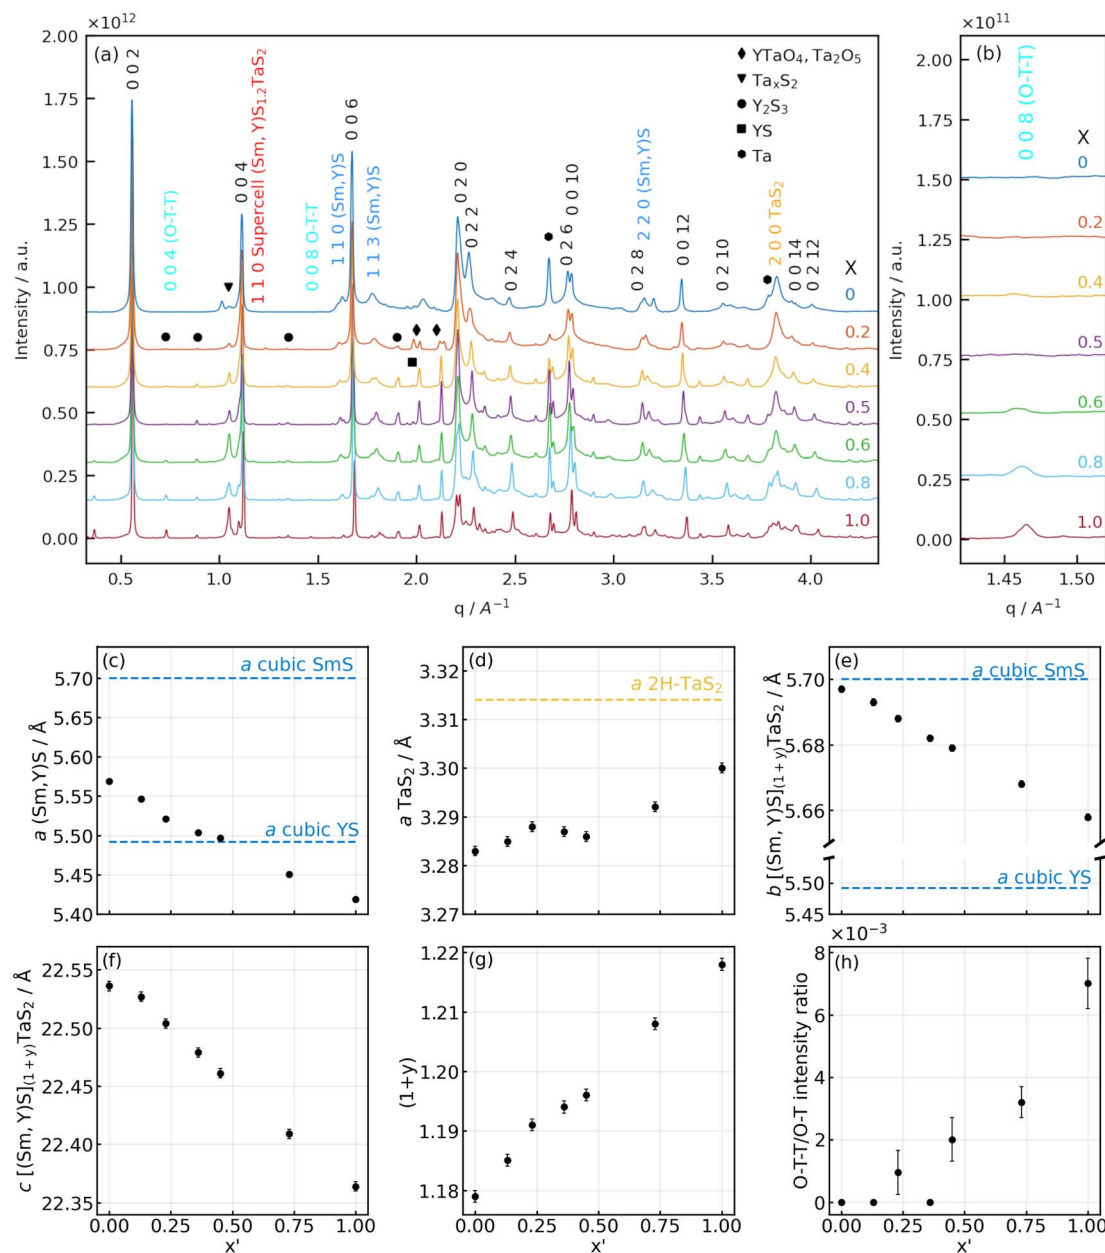 ×10¹²
(a)
2.00
1.75
1.50
1.25
1.00
0.75
0.50
0.25
0.00
Intensity / a.u.
0 0 2
0 0 4 (O-T-T)
0 0 4
1 1 0 Supercell (Sm, Y)S₁.₂TaS₂
0 0 8 O-T-T
1 1 0 (Sm,Y)S
0 0 6
1 1 3 (Sm,Y)S
0 2 0
0 2 2
0 2 4
0 2 6
0 0 10
0 2 8
2 2 0 (Sm,Y)S
0 0 12
0 2 10
2 0 0 TaS₂
0 0 14
0 2 12
YTaO₄, Ta₂O₅
TaₓS₂
Y₂S₃
YS
Ta
X
0
0.2
0.4
0.5
0.6
0.8
1.0
0.5
1.0
1.5
2.0
2.5
3.0
3.5
4.0
q / A⁻¹
×10¹¹
(b)
2.00
1.75
1.50
1.25
1.00
0.75
0.50
0.25
0.00
Intensity / a.u.
0 0 8 (O-T-T)
X
0
0.2
0.4
0.5
0.6
0.8
1.0
1.46
1.52
q / A⁻¹
(c)
a cubic SmS
a cubic YS
5.70
5.65
5.60
5.55
5.50
5.45
5.40
a (Sm,Y)S / Å
(d)
a 2H-TaS₂
3.32
3.31
3.30
3.29
3.28
3.27
a TaS₂ / Å
(e)
a cubic SmS
a cubic YS
5.70
5.68
5.66
5.50
5.45
b [(Sm, Y)S]₍₁₊y₎TaS₂ / Å
(f)
22.55
22.50
22.45
22.40
22.35
c [(Sm, Y)S]₍₁₊y₎TaS₂ / Å
0.00
0.25
0.50
0.75
1.00
x'
(g)
1.22
1.21
1.20
1.19
1.18
(1+y)
0.00
0.25
0.50
0.75
1.00
x'
×10⁻³
(h)
8
6
4
2
0
O-T-T/O-T intensity ratio
0.00
0.25
0.50
0.75
1.00
x'